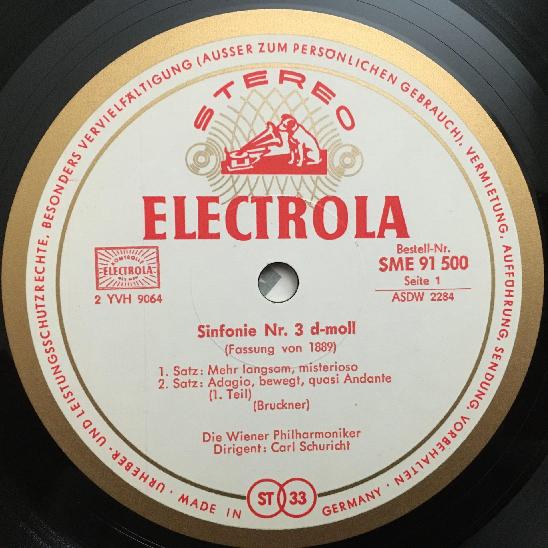 URHEBER- UND LEISTUNGSSCHUTZRECHTE, BESONDERS VERVIELFÄLTIGUNG (AUSSER ZUM PERSÖNLICHEN GEBRAUCH), VERMIETUNG, AUFFÜHRUNG, SENDUNG, VORBEHALTEN · MADE IN GERMANY ·
STEREO
ELECTROLA
ELECTROLA
2 YVH 9064
Bestell-Nr.
SME 91 500
Seite 1
ASDW 2284
Sinfonie Nr. 3 d-moll
(Fassung von 1889)
1. Satz: Mehr langsam, misterioso
2. Satz: Adagio, bewegt, quasi Andante
(1. Teil)
(Bruckner)
Die Wiener Philharmoniker
Dirigent: Carl Schuricht
ST 33